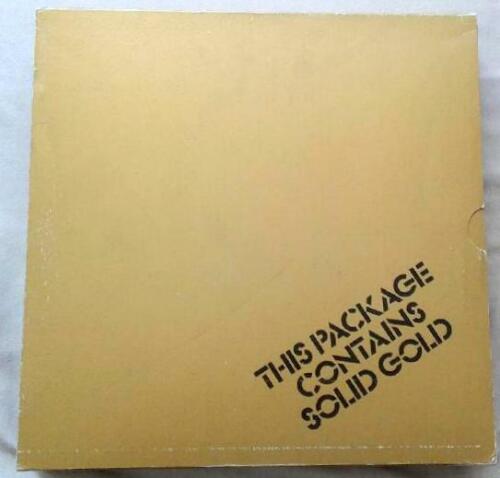 THIS PACKAGE
CONTAINS
SOLID GOLD